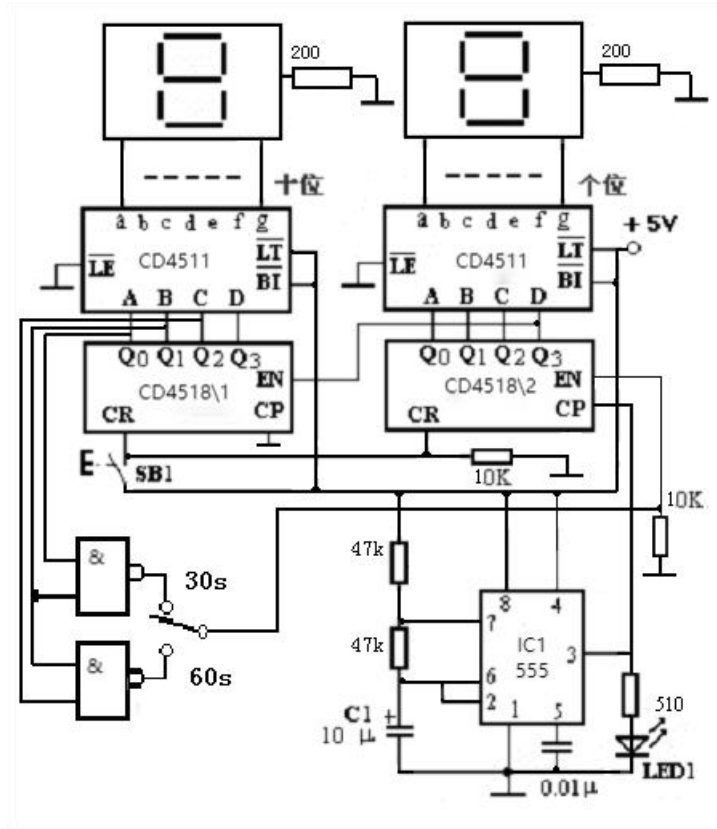 200
200
十位
个位
a b c d e f g
a b c d e f g
+ 5V
LE
CD4511
LT
BI
LE
CD4511
LT
BI
A B C D
A B C D
Q0 Q1 Q2 Q3
Q0 Q1 Q2 Q3
CD4518\1
EN
CP
CR
CD4518\2
EN
CP
CR
E
SB1
10K
10K
&
30s
&
60s
47k
47k
8 4
7
IC1
555
3
6
2
1 5
C1 +
10 μ
510
0.01μ
LED1